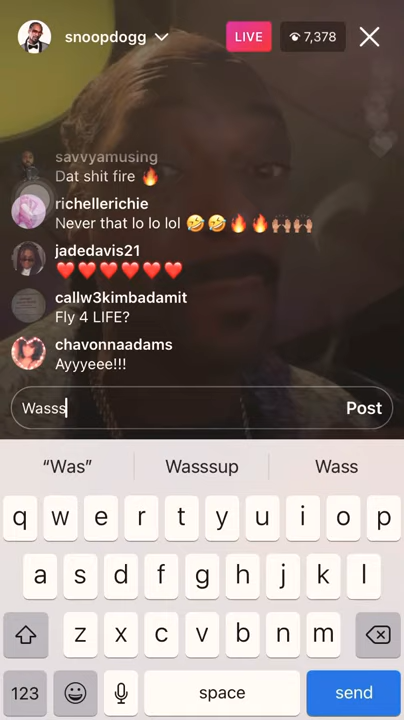 snoopdogg
LIVE
7,378
savvyamusing
Dat shit fire 🔥
richellerichie
Never that lo lo lol 🤣🤣🔥🔥🙌🏽🙌🏽
jadedavis21
❤️❤️❤️❤️❤️❤️
callw3kimbadamit
Fly 4 LIFE?
chavonnaadams
Ayyyeee!!!
Wasss Post
“Was” Wasssup Wass
q w e r t y u i o p
a s d f g h j k l
z x c v b n m
123 space send